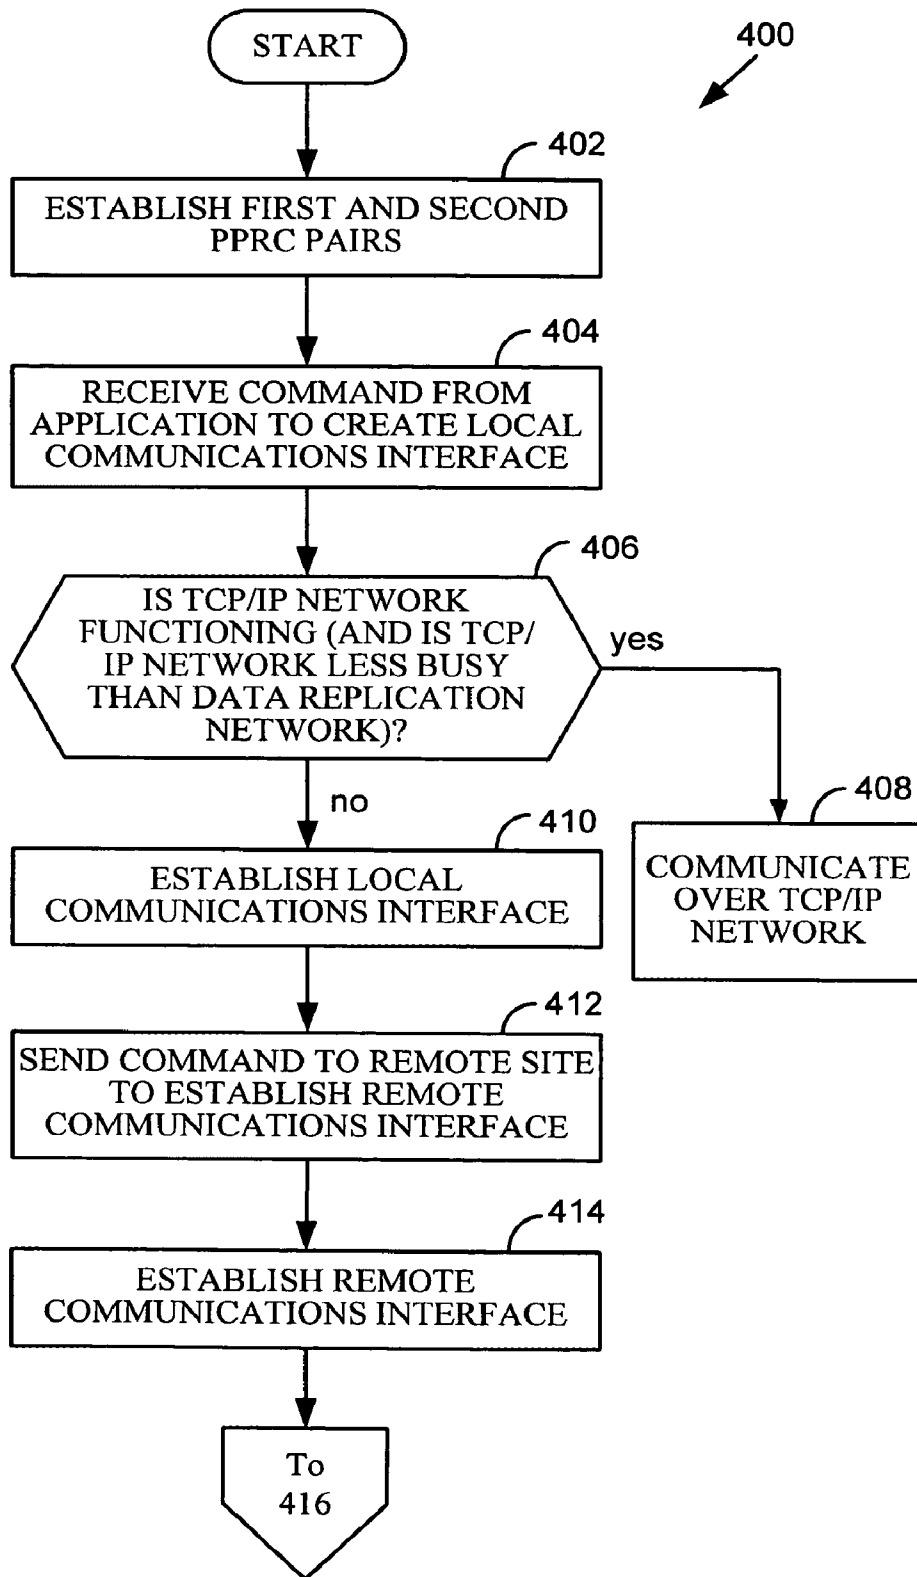 START
400
402
ESTABLISH FIRST AND SECOND
PPRC PAIRS
404
RECEIVE COMMAND FROM
APPLICATION TO CREATE LOCAL
COMMUNICATIONS INTERFACE
406
IS TCP/IP NETWORK
FUNCTIONING (AND IS TCP/
IP NETWORK LESS BUSY
THAN DATA REPLICATION
NETWORK)?
yes
no
408
COMMUNICATE
OVER TCP/IP
NETWORK
410
ESTABLISH LOCAL
COMMUNICATIONS INTERFACE
412
SEND COMMAND TO REMOTE SITE
TO ESTABLISH REMOTE
COMMUNICATIONS INTERFACE
414
ESTABLISH REMOTE
COMMUNICATIONS INTERFACE
To
416